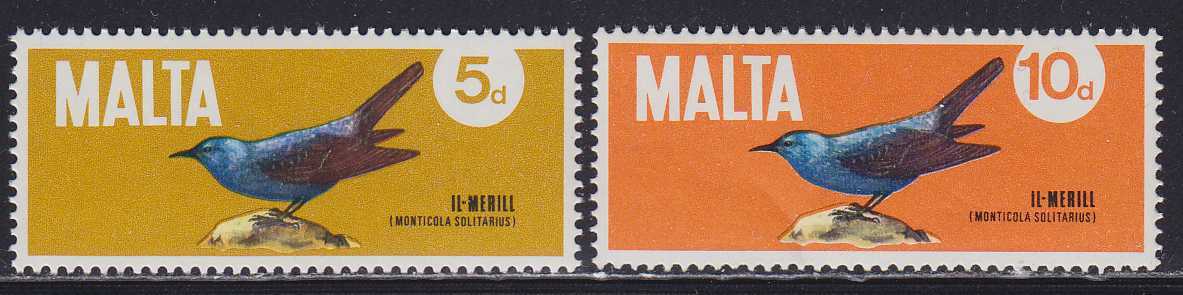 MALTA
5d
IL-MERILL
(MONTICOLA SOLITARIUS)
MALTA
10d
IL-MERILL
(MONTICOLA SOLITARIUS)